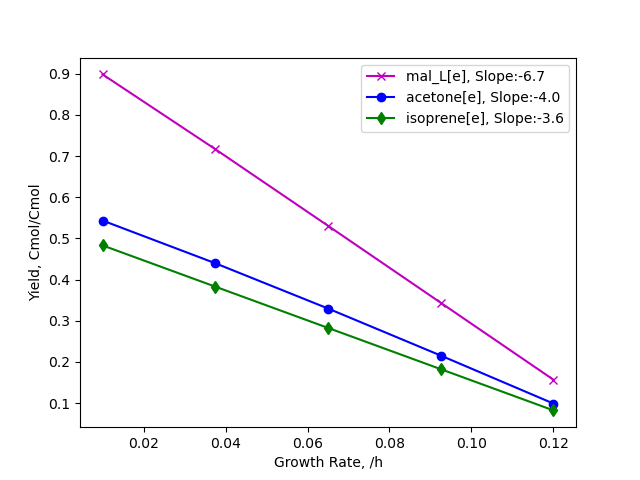 mal_L[e], Slope:-6.7
acetone[e], Slope:-4.0
isoprene[e], Slope:-3.6
Yield, Cmol/Cmol
0.9
0.8
0.7
0.6
0.5
0.4
0.3
0.2
0.1
0.02 0.04 0.06 0.08 0.10 0.12
Growth Rate, /h